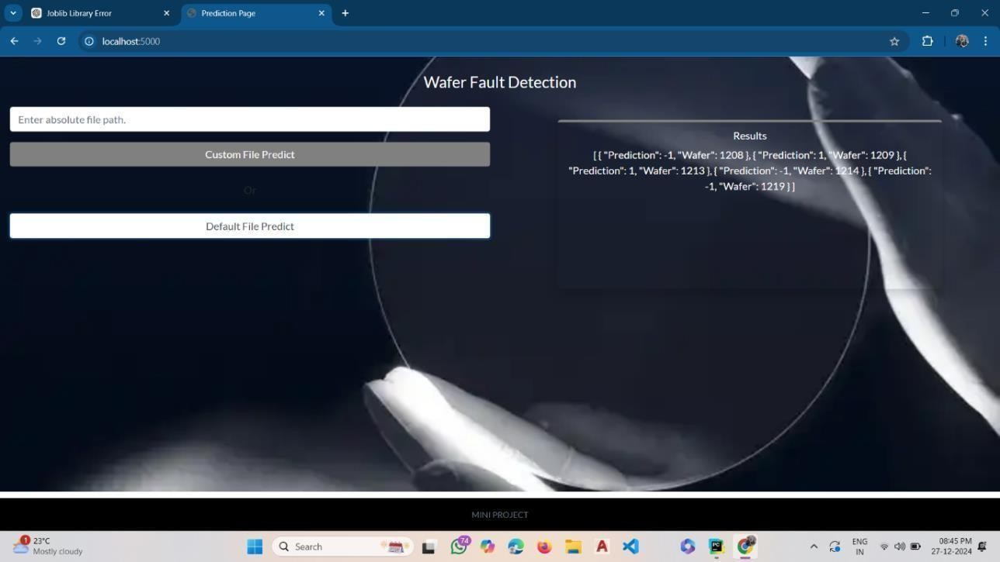 Joblib Library Error
Prediction Page
localhost:5000
Wafer Fault Detection
Enter absolute file path.
Custom File Predict
Or
Default File Predict
Results
[ { "Prediction": -1, "Wafer": 1208 }, { "Prediction": 1, "Wafer": 1209 }, {
"Prediction": 1, "Wafer": 1213 }, { "Prediction": -1, "Wafer": 1214 }, { "Prediction":
-1, "Wafer": 1219 } ]
MINI PROJECT
1
23°C
Mostly cloudy
Search
74
A
PC
ENG
IN
08:45 PM
27-12-2024